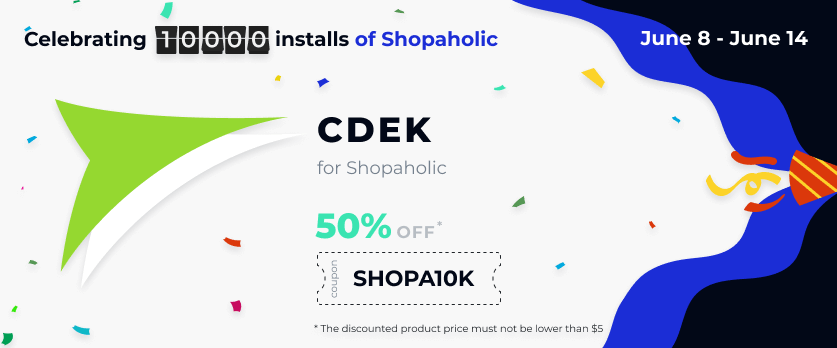 Celebrating 10000 installs of Shopaholic
June 8 - June 14
CDEK
for Shopaholic
50% OFF*
coupon
SHOPA10K
* The discounted product price must not be lower than $5